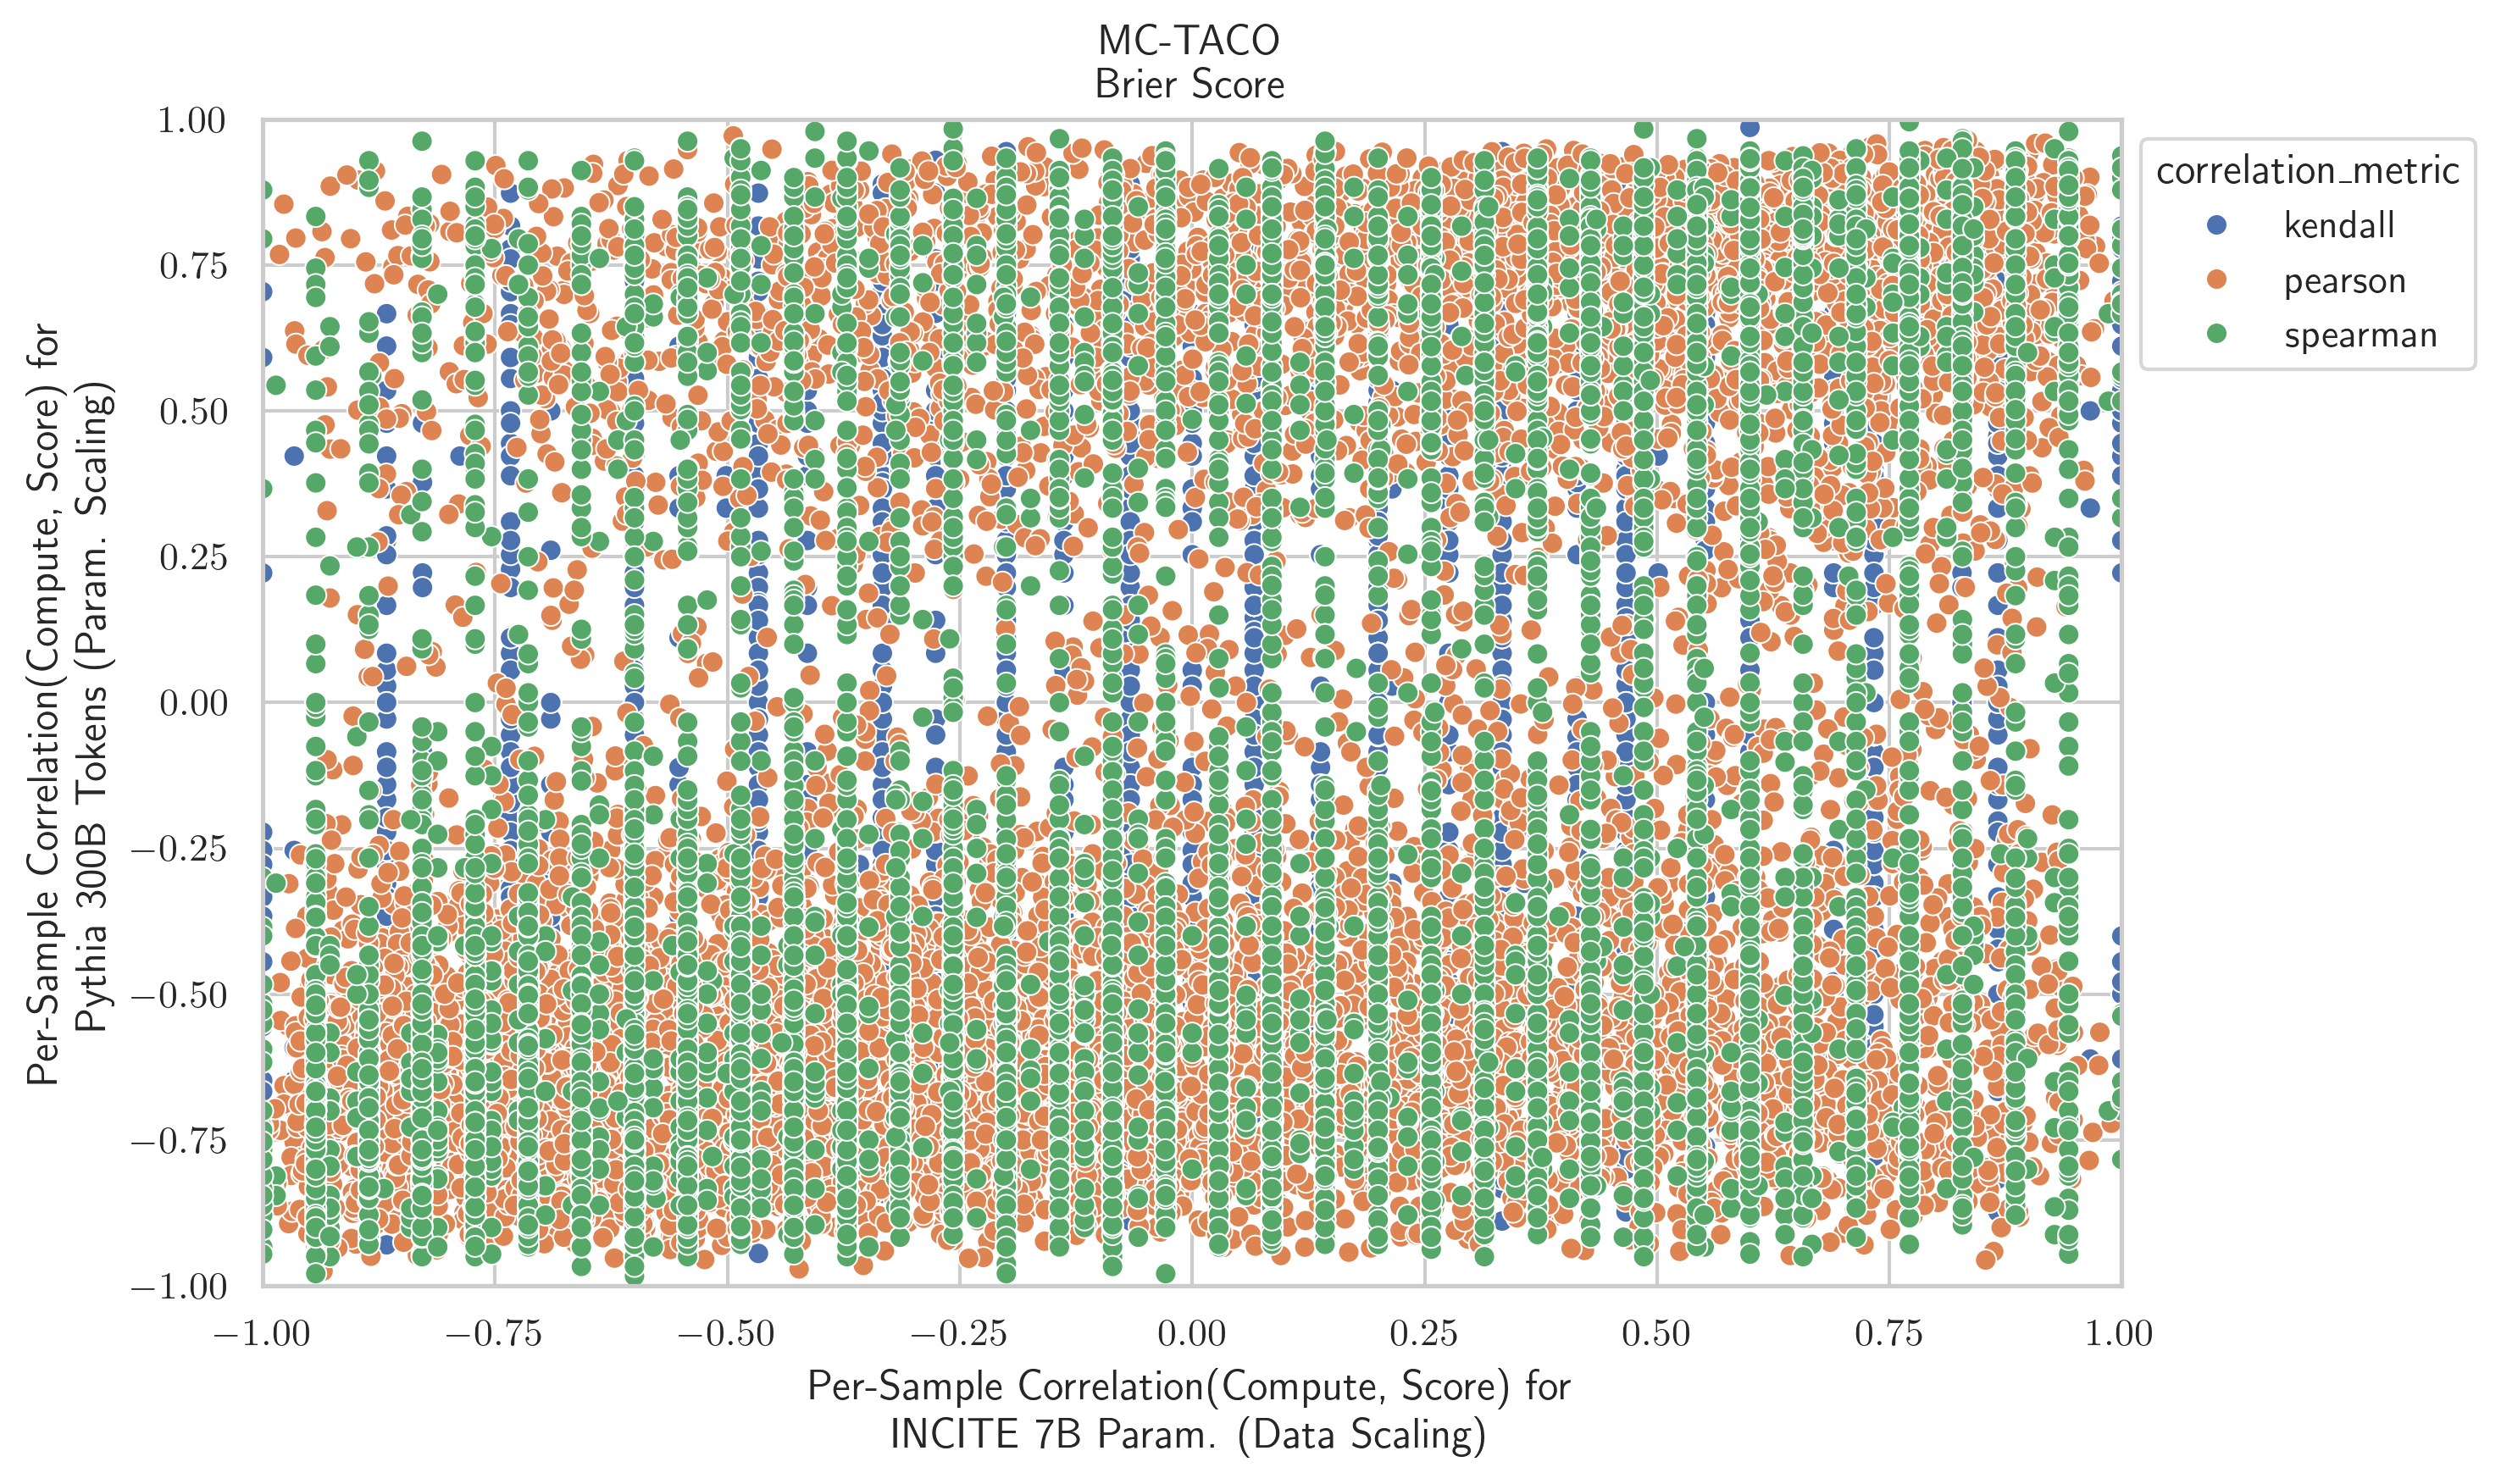 MC-TACO
Brier Score
Per-Sample Correlation(Compute, Score) for
Pythia 300B Tokens (Param. Scaling)
1.00
0.75
0.50
0.25
0.00
−0.25
−0.50
−0.75
−1.00
−1.00 −0.75 −0.50 −0.25 0.00 0.25 0.50 0.75 1.00
Per-Sample Correlation(Compute, Score) for
INCITE 7B Param. (Data Scaling)
correlation_metric
kendall
pearson
spearman